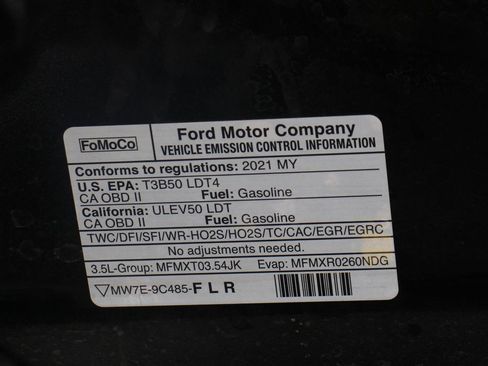 FoMoCo
Ford Motor Company
VEHICLE EMISSION CONTROL INFORMATION
Conforms to regulations: 2021 MY
U.S. EPA: T3B50 LDT4
CA OBD II Fuel: Gasoline
California: ULEV50 LDT
CA OBD II Fuel: Gasoline
TWC/DFI/SFI/WR-HO2S/HO2S/TC/CAC/EGR/EGRC
No adjustments needed.
3.5L-Group: MFMXT03.54JK Evap: MFMXR0260NDG
MW7E-9C485-F L R